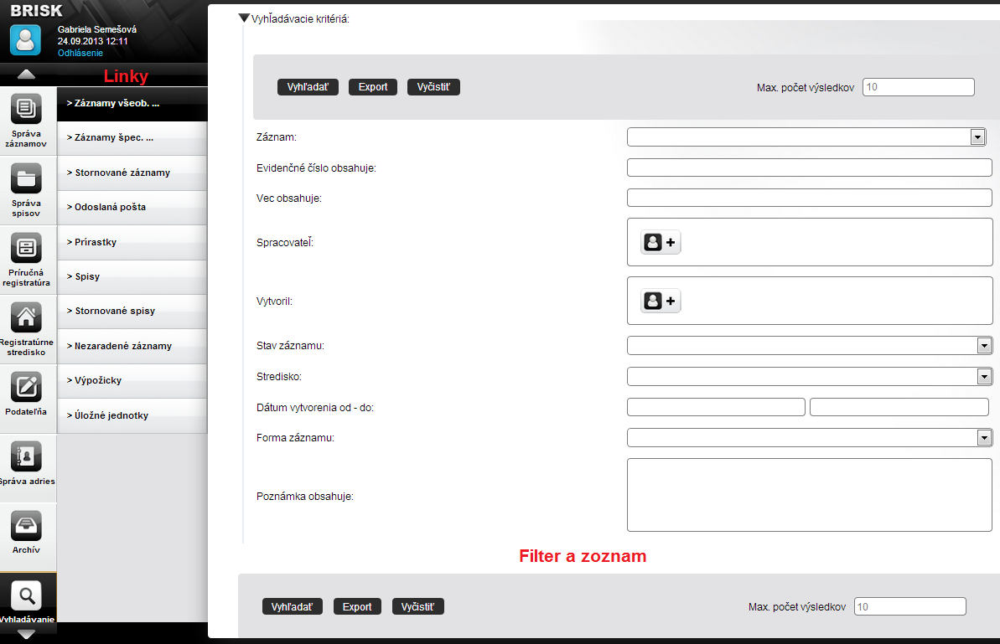 BRISK
Gabriela Semešová
24.09.2013 12:11
Odhlásenie
Linky
Správa
záznamov
Správa
spisov
Príručná
registratúra
Registratúrne
stredisko
Podateľňa
Správa adries
Archív
Vyhladávanie
> Záznamy všeob. ...
> Záznamy špec. ...
> Stornované záznamy
> Odoslaná pošta
> Prírastky
> Spisy
> Stornované spisy
> Nezaradené záznamy
> Výpožicky
> Úložné jednotky
Vyhľadávacie kritériá:
Vyhľadať Export Vyčistiť Max. počet výsledkov 10
Záznam:
Evidenčné číslo obsahuje:
Vec obsahuje:
Spracovateľ:
Vytvoril:
Stav záznamu:
Stredisko:
Dátum vytvorenia od - do:
Forma záznamu:
Poznámka obsahuje:
Filter a zoznam
Vyhľadať Export Vyčistiť Max. počet výsledkov 10